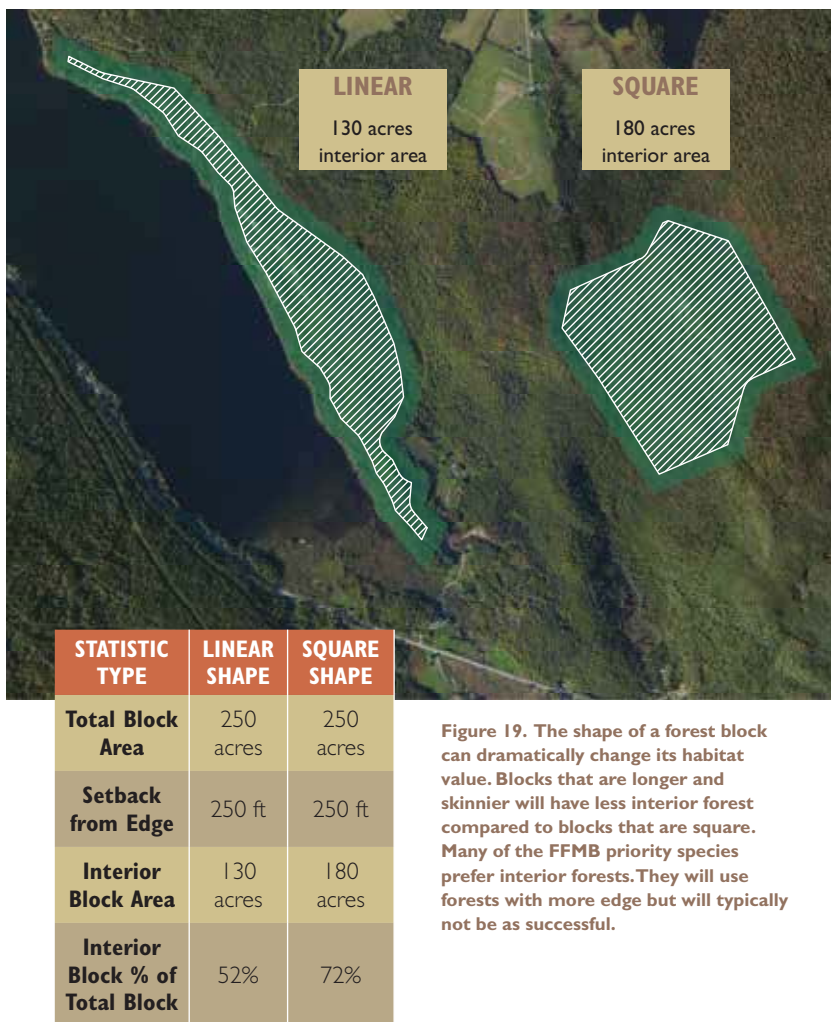 LINEAR
130 acres
interior area
SQUARE
180 acres
interior area
STATISTIC TYPE LINEAR SHAPE SQUARE SHAPE
Total Block Area 250 acres 250 acres
Setback from Edge 250 ft 250 ft
Interior Block Area 130 acres 180 acres
Interior Block % of Total Block 52% 72%
Figure 19. The shape of a forest block
can dramatically change its habitat
value. Blocks that are longer and
skinnier will have less interior forest
compared to blocks that are square.
Many of the FFMB priority species
prefer interior forests.They will use
forests with more edge but will typically
not be as successful.